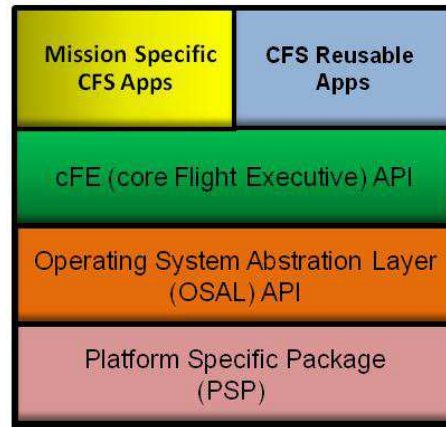 Mission Specific
CFS Apps
CFS Reusable
Apps
cFE (core Flight Executive) API
Operating System Abstration Layer
(OSAL) API
Platform Specific Package
(PSP)